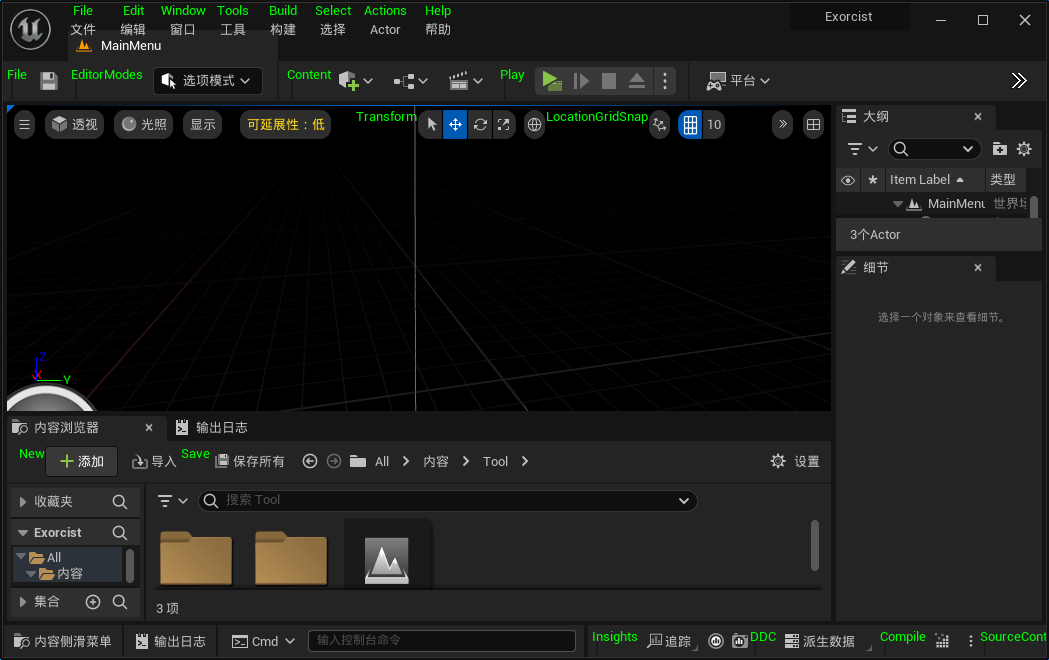 File Edit Window Tools Build Select Actions Help
文件 编辑 窗口 工具 构建 选择 Actor 帮助
Exorcist
MainMenu
File EditorModes 选项模式 Content Play 平台
透视 光照 显示 可延展性：低 Transform LocationGridSnap 10
Z
X Y
大纲
Item Label 类型
MainMenu 世界场
3个Actor
细节
选择一个对象来查看细节。
内容浏览器 输出日志
New 添加 导入 Save 保存所有 All 内容 Tool 设置
收藏夹 搜索 Tool
Exorcist
All
内容
集合
3 项
内容侧滑菜单 输出日志 Cmd 输入控制台命令 Insights 追踪 DDC 派生数据 Compile SourceCont